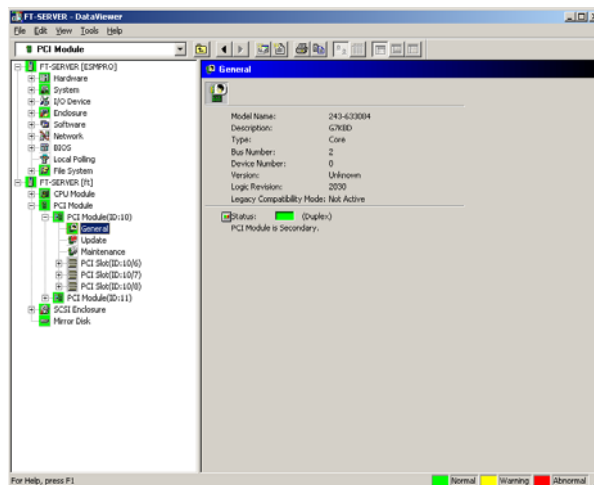 FT-SERVER - DataViewer
File Edit View Tools Help
PCI Module
FT-SERVER [ESMPRO]
Hardware
System
I/O Device
Enclosure
Software
Network
BIOS
Local Polling
File System
FT-SERVER [ft]
CPU Module
PCI Module
PCI Module(ID:10)
General
Update
Maintenance
PCI Slot(ID:10/6)
PCI Slot(ID:10/7)
PCI Slot(ID:10/8)
PCI Module(ID:11)
SCSI Enclosure
Mirror Disk
General
Model Name: 243-633084
Description: G7KBD
Type: Core
Bus Number: 2
Device Number: 0
Version: Unknown
Logic Revision: 2030
Legacy Compatibility Mode: Not Active
Status: (Duplex)
PCI Module is Secondary.
For Help, press F1
Normal Warning Abnormal